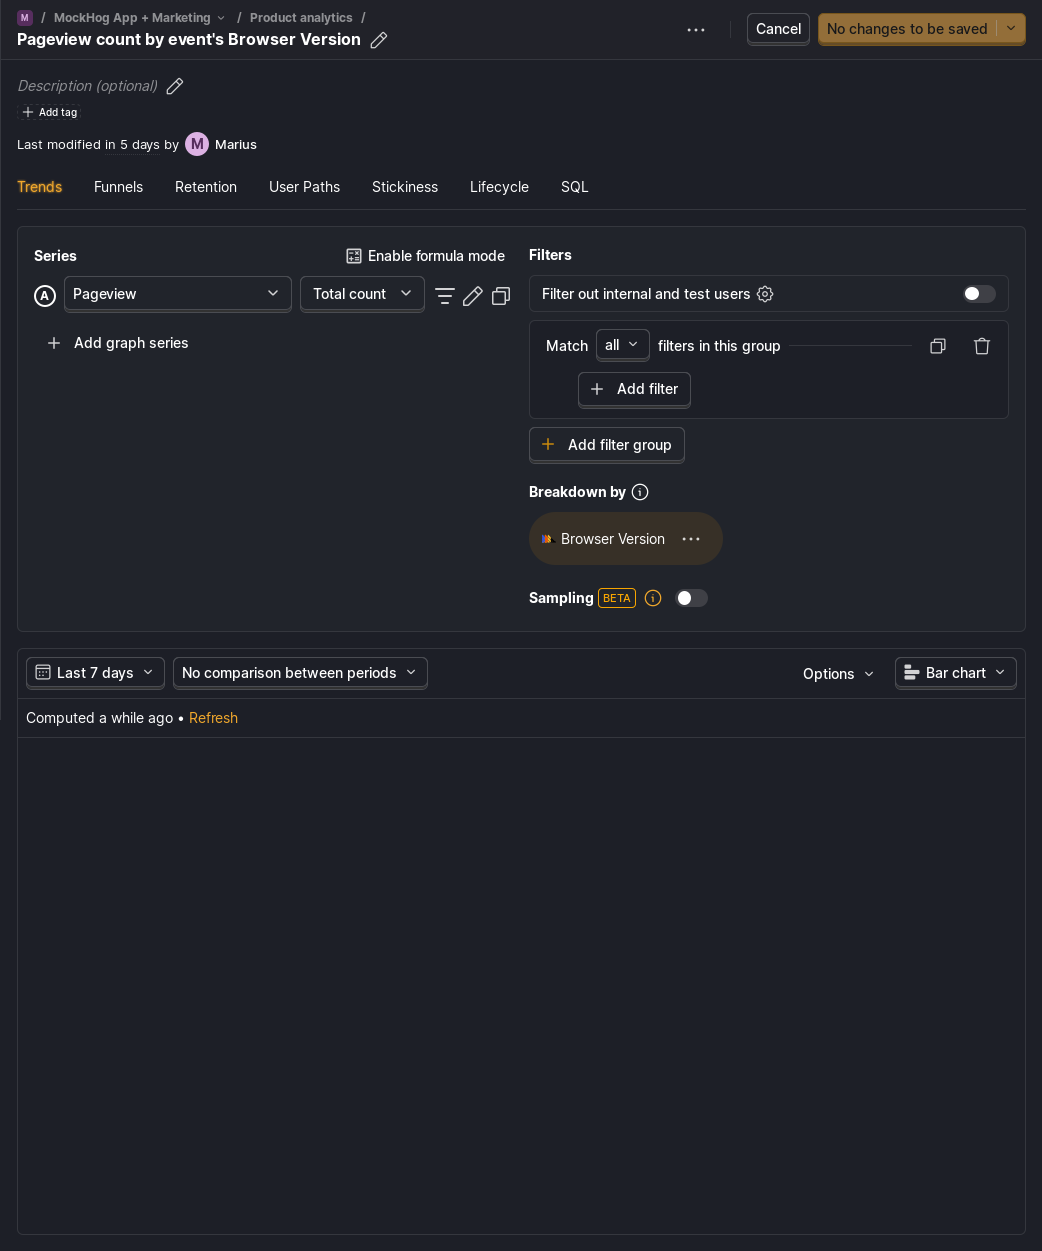 M / MockHog App + Marketing / Product analytics /
Pageview count by event's Browser Version
Cancel
No changes to be saved
Description (optional)
Add tag
Last modified in 5 days by M Marius
Trends Funnels Retention User Paths Stickiness Lifecycle SQL
Series
Enable formula mode
A Pageview Total count
Add graph series
Filters
Filter out internal and test users
Match all filters in this group
Add filter
Add filter group
Breakdown by
Browser Version
Sampling BETA
Last 7 days No comparison between periods Options Bar chart
Computed a while ago • Refresh